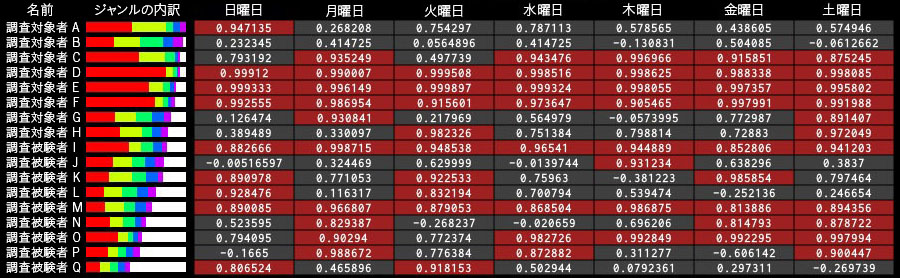 名前 ジャンルの内訳 日曜日 月曜日 火曜日 水曜日 木曜日 金曜日 土曜日
調査対象者 A 0.947135 0.268208 0.754297 0.787113 0.578565 0.438605 0.574946
調査対象者 B 0.232345 0.414725 0.0564896 0.414725 -0.130831 0.504085 -0.0612662
調査対象者 C 0.793192 0.935249 0.497739 0.943476 0.996966 0.915851 0.875245
調査対象者 D 0.99912 0.990007 0.999508 0.998516 0.998625 0.988338 0.998085
調査対象者 E 0.999333 0.996149 0.999897 0.999324 0.998055 0.997357 0.995802
調査対象者 F 0.992555 0.986954 0.915601 0.973647 0.905465 0.997991 0.991988
調査対象者 G 0.126474 0.930841 0.217969 0.564979 -0.0573995 0.772987 0.891407
調査対象者 H 0.389489 0.330097 0.982326 0.751384 0.798814 0.72883 0.972049
調査被験者 I 0.882666 0.998715 0.948538 0.96541 0.944889 0.852806 0.941203
調査被験者 J -0.00516597 0.324469 0.629999 -0.0139744 0.931234 0.638296 0.3837
調査被験者 K 0.890978 0.771053 0.922533 0.75963 -0.381223 0.985854 0.797464
調査被験者 L 0.928476 0.116317 0.832194 0.700794 0.539474 -0.252136 0.246654
調査被験者 M 0.890085 0.966807 0.879053 0.868504 0.986875 0.813886 0.894356
調査被験者 N 0.523595 0.829387 -0.268237 -0.020659 0.696206 0.814793 0.878722
調査被験者 O 0.794095 0.90294 0.772374 0.982726 0.992849 0.992295 0.997994
調査被験者 P -0.1665 0.988672 0.776384 0.872882 0.311277 -0.606142 0.900447
調査被験者 Q 0.806524 0.465896 0.918153 0.502944 0.0792361 0.297311 -0.269739